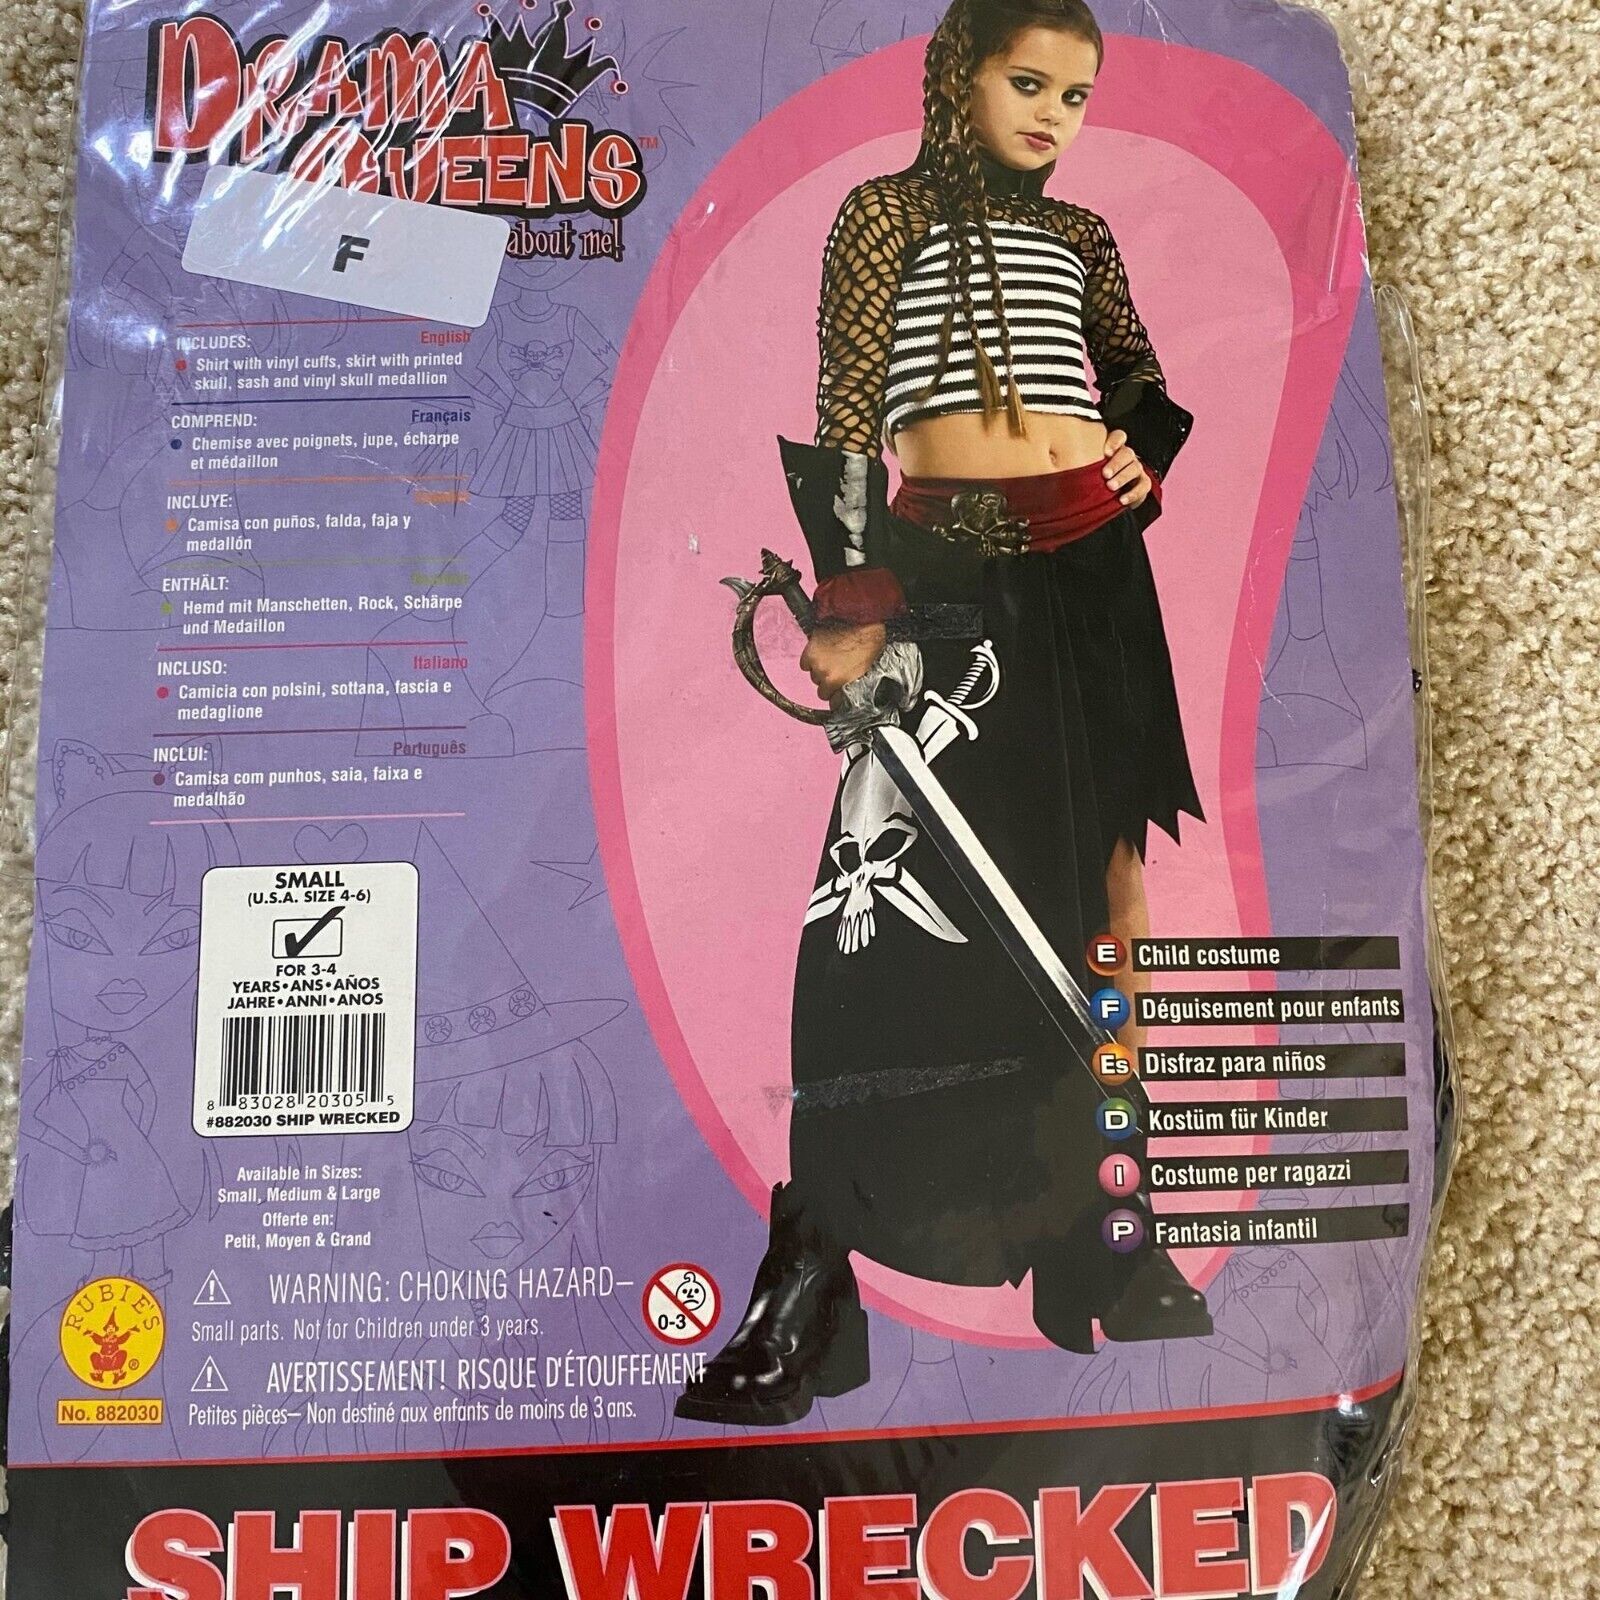 DRAMA
QUEENS™
about me!
F
INCLUDES: English
Shirt with vinyl cuffs, skirt with printed
skull, sash and vinyl skull medallion
COMPREND: Français
Chemise avec poignets, jupe, écharpe
et médaillon
INCLUYE:
Camisa con puños, falda, faja y
medallón
ENTHÄLT:
Hemd mit Manschetten, Rock, Schärpe
und Medaillon
INCLUSO: Italiano
Camicia con polsini, sottana, fascia e
medaglione
INCLUI: Português
Camisa com punhos, saia, faixa e
medalhão
SMALL
(U.S.A. SIZE 4-6)
FOR 3-4
YEARS•ANS•AÑOS
JAHRE•ANNI•ANOS
8 83028 20305 5
#882030 SHIP WRECKED
Available in Sizes:
Small, Medium & Large
Offerte en:
Petit, Moyen & Grand
E Child costume
F Déguisement pour enfants
Es Disfraz para niños
D Kostüm für Kinder
I Costume per ragazzi
P Fantasia infantil
RUBIE'S®
No. 882030
WARNING: CHOKING HAZARD–
Small parts. Not for Children under 3 years.
0-3
AVERTISSEMENT! RISQUE D'ÉTOUFFEMENT
Petites pièces– Non destiné aux enfants de moins de 3 ans.
SHIP WRECKED